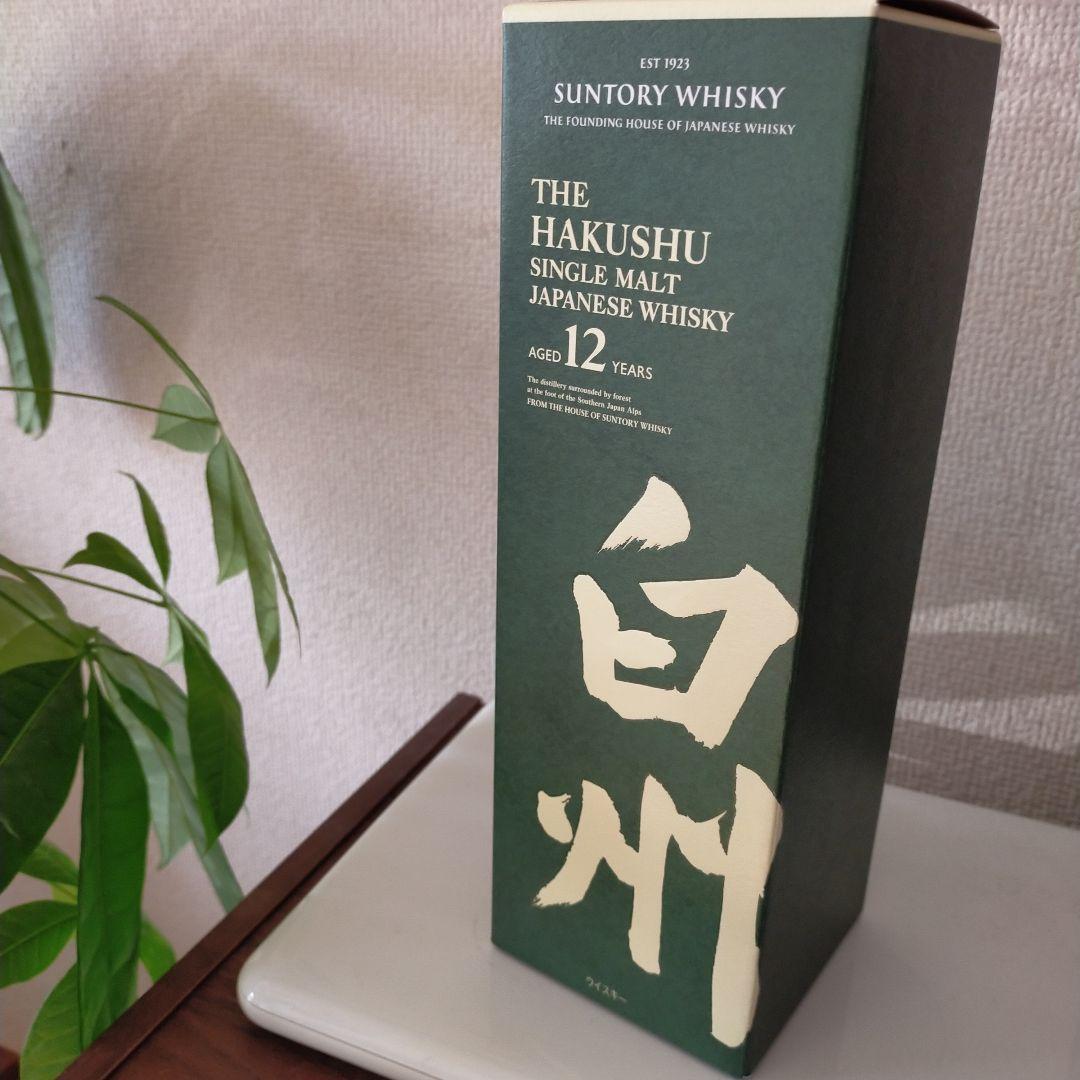 EST 1923
SUNTORY WHISKY
THE FOUNDING HOUSE OF JAPANESE WHISKY
THE
HAKUSHU
SINGLE MALT
JAPANESE WHISKY
AGED 12 YEARS
The distillery surrounded by forest
at the foot of the Southern Japan Alps
FROM THE HOUSE OF SUNTORY WHISKY
白
州
ウイスキー